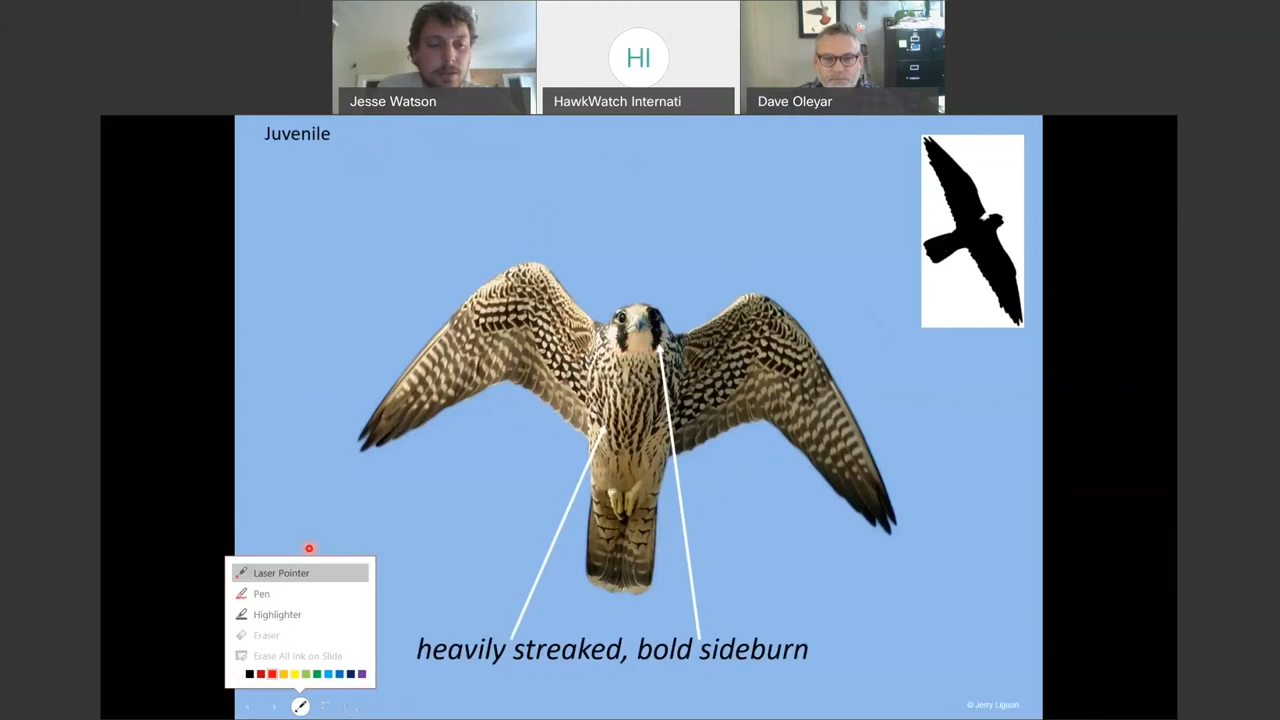 HI
Jesse Watson
HawkWatch Internati
Dave Oleyar
Juvenile
Laser Pointer
Pen
Highlighter
Eraser
Erase All Ink on Slide
heavily streaked, bold sideburn
© Jerry Liguori